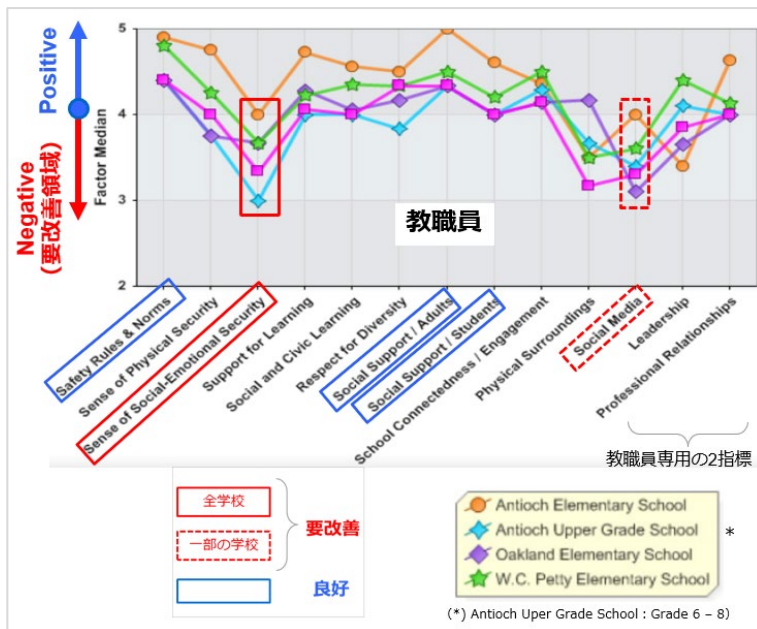 Positive
Negative
（要改善領域）
Factor Median
5
4
3
2
教職員
Safety Rules & Norms
Sense of Physical Security
Sense of Social-Emotional Security
Support for Learning
Social and Civic Learning
Respect for Diversity
Social Support / Adults
Social Support / Students
School Connectedness / Engagement
Physical Surroundings
Social Media
Leadership
Professional Relationships
教職員専用の2指標
全学校
一部の学校
要改善
良好
Antioch Elementary School
Antioch Upper Grade School
Oakland Elementary School
W.C. Petty Elementary School
*
(*) Antioch Uper Grade School : Grade 6 – 8）